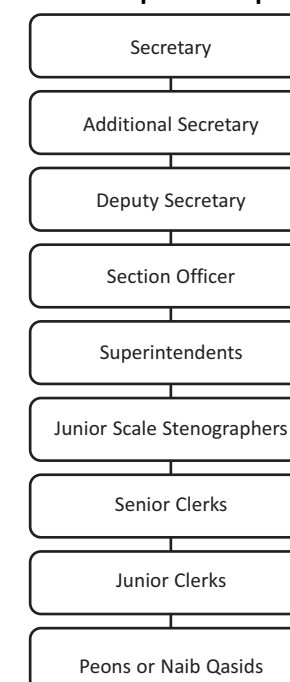 Secretary
Additional Secretary
Deputy Secretary
Section Officer
Superintendents
Junior Scale Stenographers
Senior Clerks
Junior Clerks
Peons or Naib Qasids